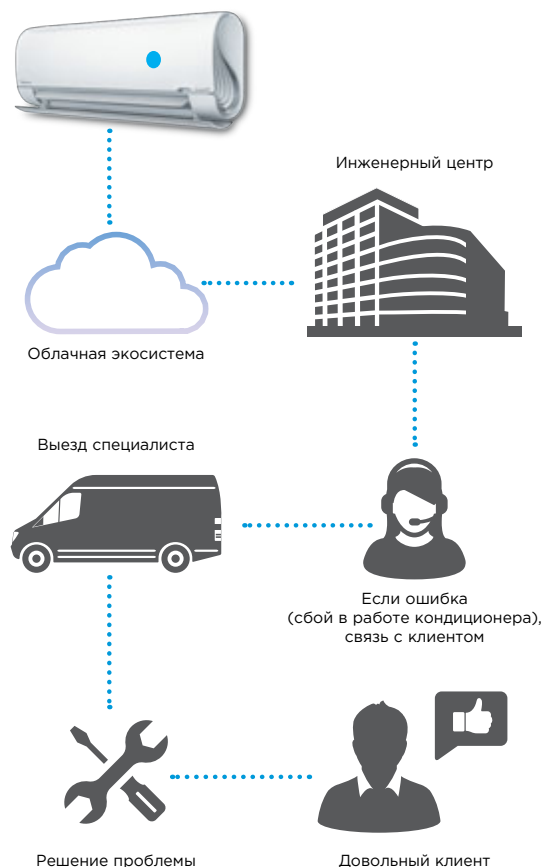 Инженерный центр
Облачная экосистема
Выезд специалиста
Если ошибка
(сбой в работе кондиционера),
связь с клиентом
Решение проблемы
Довольный клиент